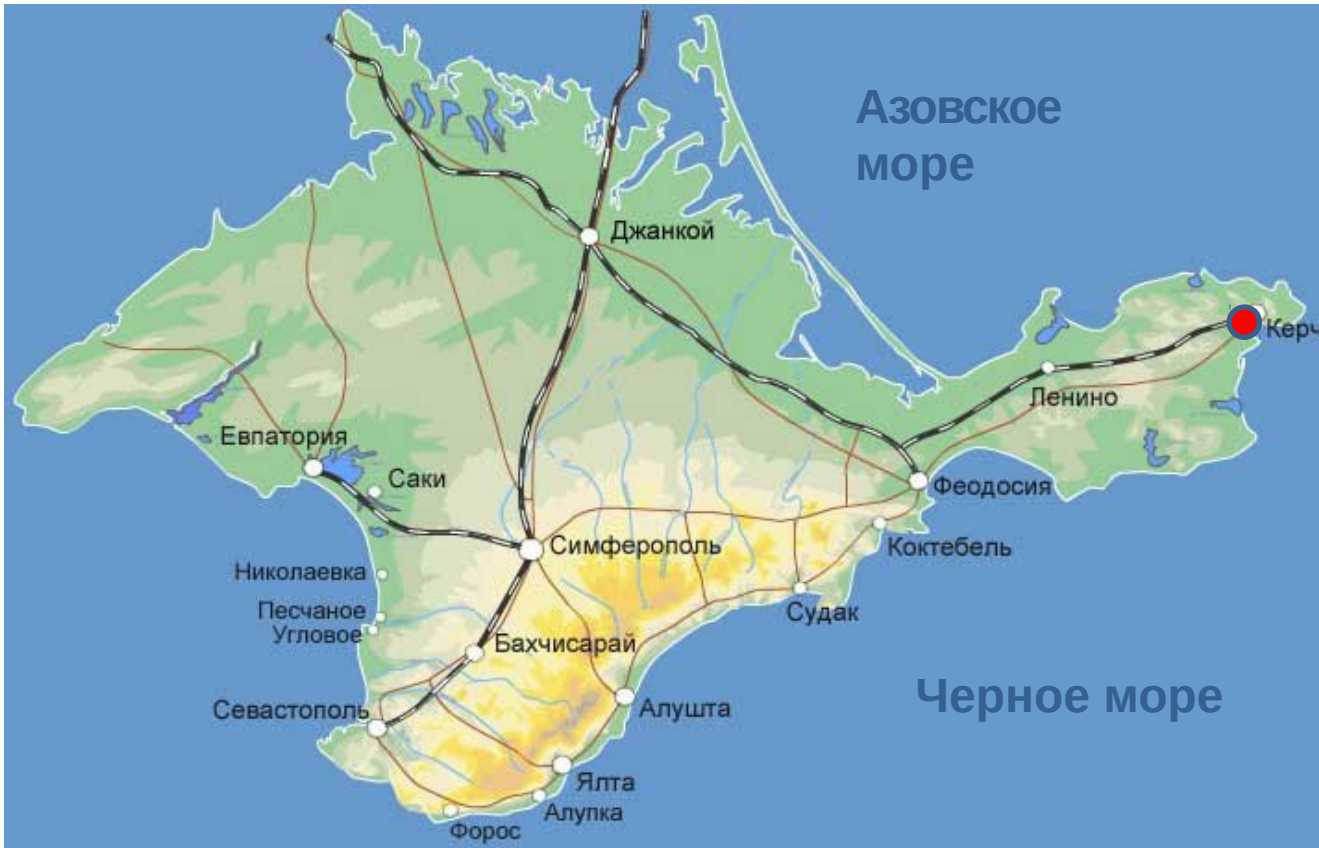 Азовское
море
Джанкой
Керч
Ленино
Евпатория
Саки
Феодосия
Симферополь
Коктебель
Николаевка
Песчаное
Угловое
Судак
Бахчисарай
Севастополь
Алушта
Черное море
Ялта
Алупка
Форос